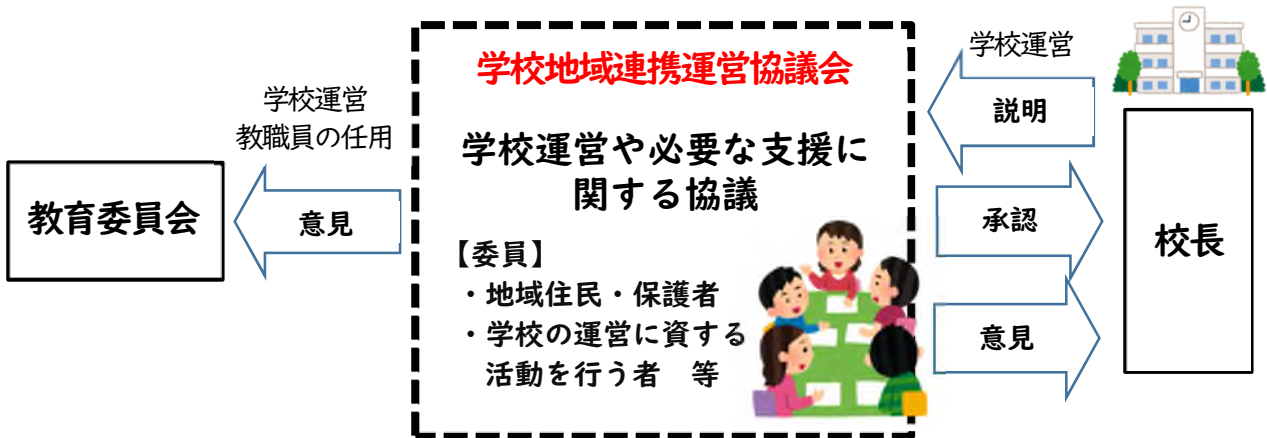 学校運営
教職員の任用
教育委員会
意見
学校地域連携運営協議会
学校運営や必要な支援に
関する協議
【委員】
・地域住民・保護者
・学校の運営に資する
活動を行う者　等
学校運営
説明
承認
意見
校長